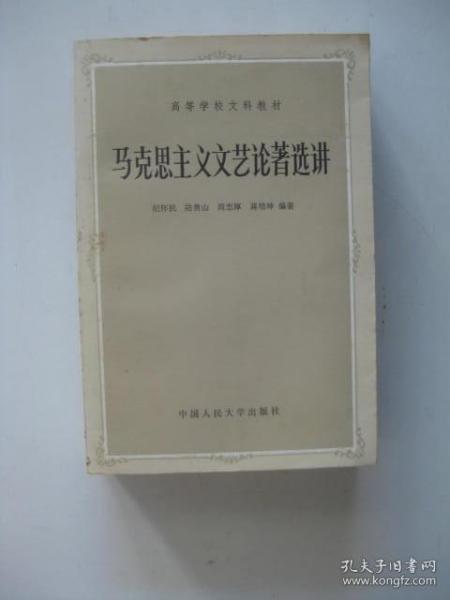 高等学校文科教材
马克思主义文艺论著选讲
纪怀民 陆贵山 周忠厚 蒋培坤 编著
中国人民大学出版社
孔夫子旧书网
www.kongfz.com